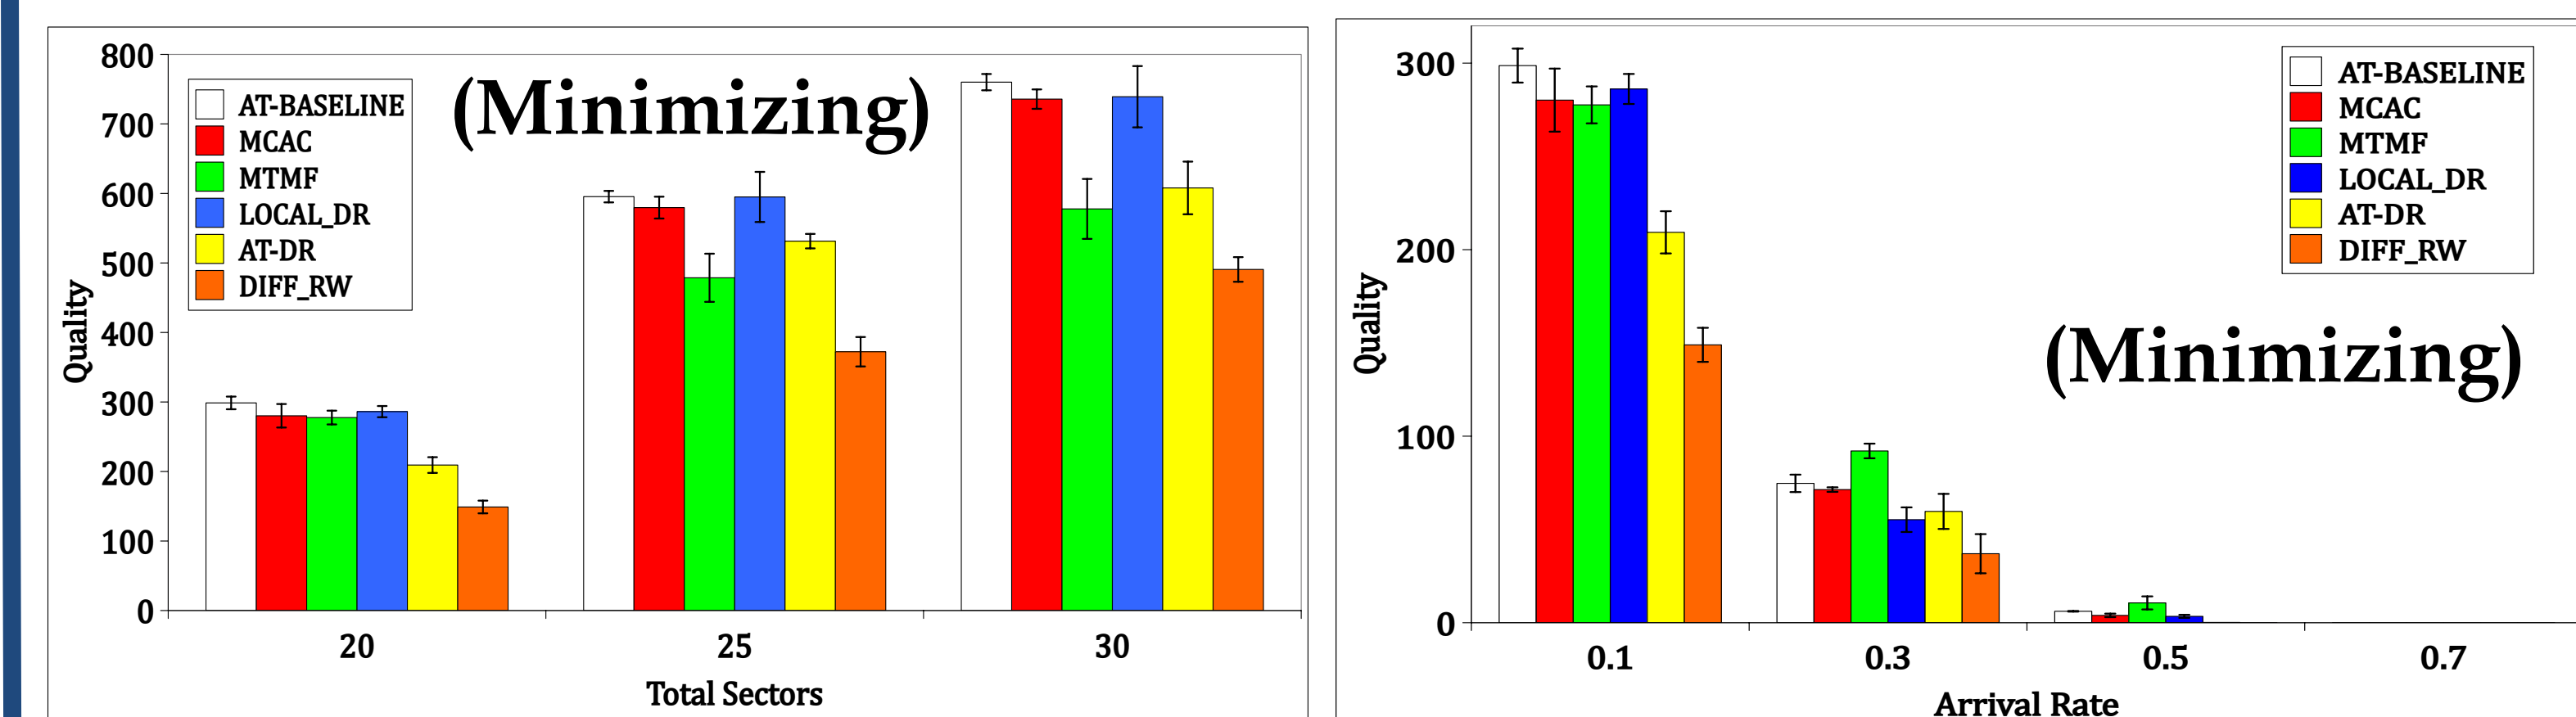 800
700
600
500
400
300
200
100
0
Quality
AT-BASELINE
MCAC
MTMF
LOCAL_DR
AT-DR
DIFF_RW
(Minimizing)
20 25 30
Total Sectors
300
200
100
0
Quality
AT-BASELINE
MCAC
MTMF
LOCAL_DR
AT-DR
DIFF_RW
(Minimizing)
0.1 0.3 0.5 0.7
Arrival Rate